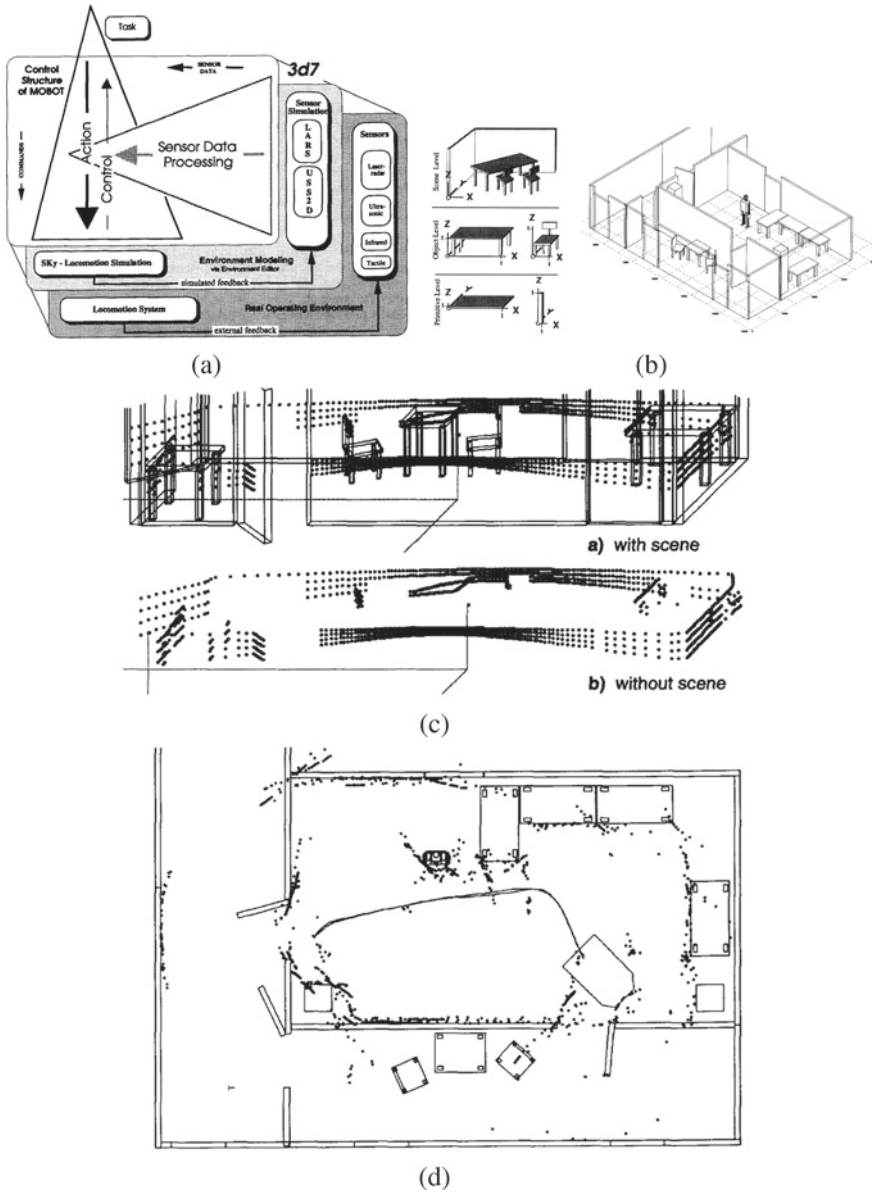 Task
Control
Structure
of MOBOT
SENSOR
DATA
3d7
COMMANDS
Action
Control
Sensor Data
Processing
Sensor
Simulation
L
A
R
S
U
S
S
2
D
Sensors
Laser-
radar
Ultra-
sonic
Infrared
Tactile
SKy - Locomotion Simulation
Environment Modeling
via Environment Editor
simulated feedback
Locomotion System
Real Operating Environment
external feedback
(a)
Scene Level
Z
Y
X
Object Level
Z
Y
X
Z
X
Primitive Level
Z
Y
X
Z
Y
X
(b)
a) with scene
b) without scene
(c)
T
(d)